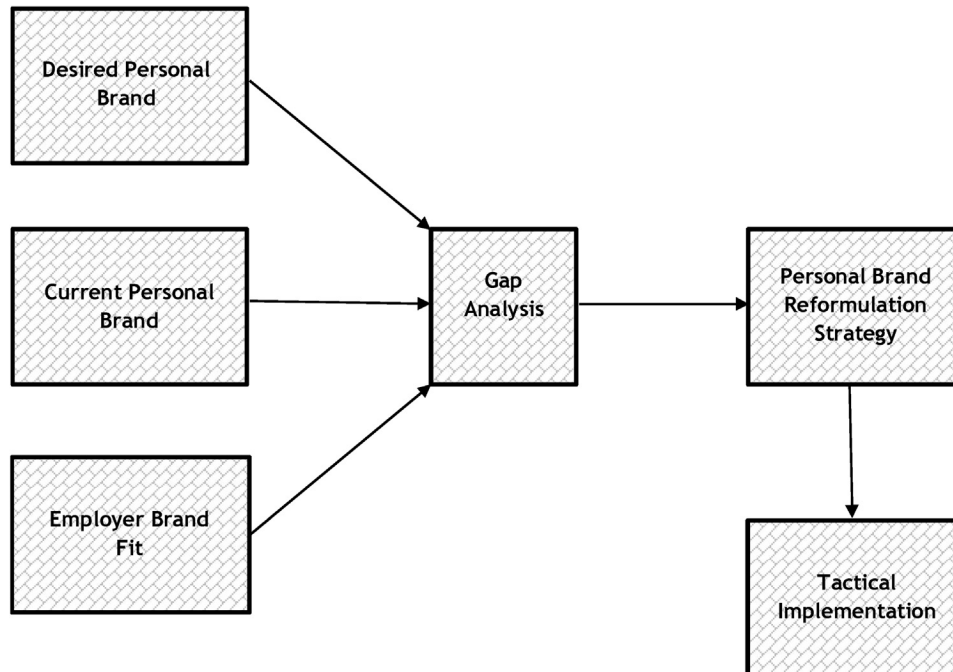 Desired Personal
Brand
Current Personal
Brand
Employer Brand
Fit
Gap
Analysis
Personal Brand
Reformulation
Strategy
Tactical
Implementation